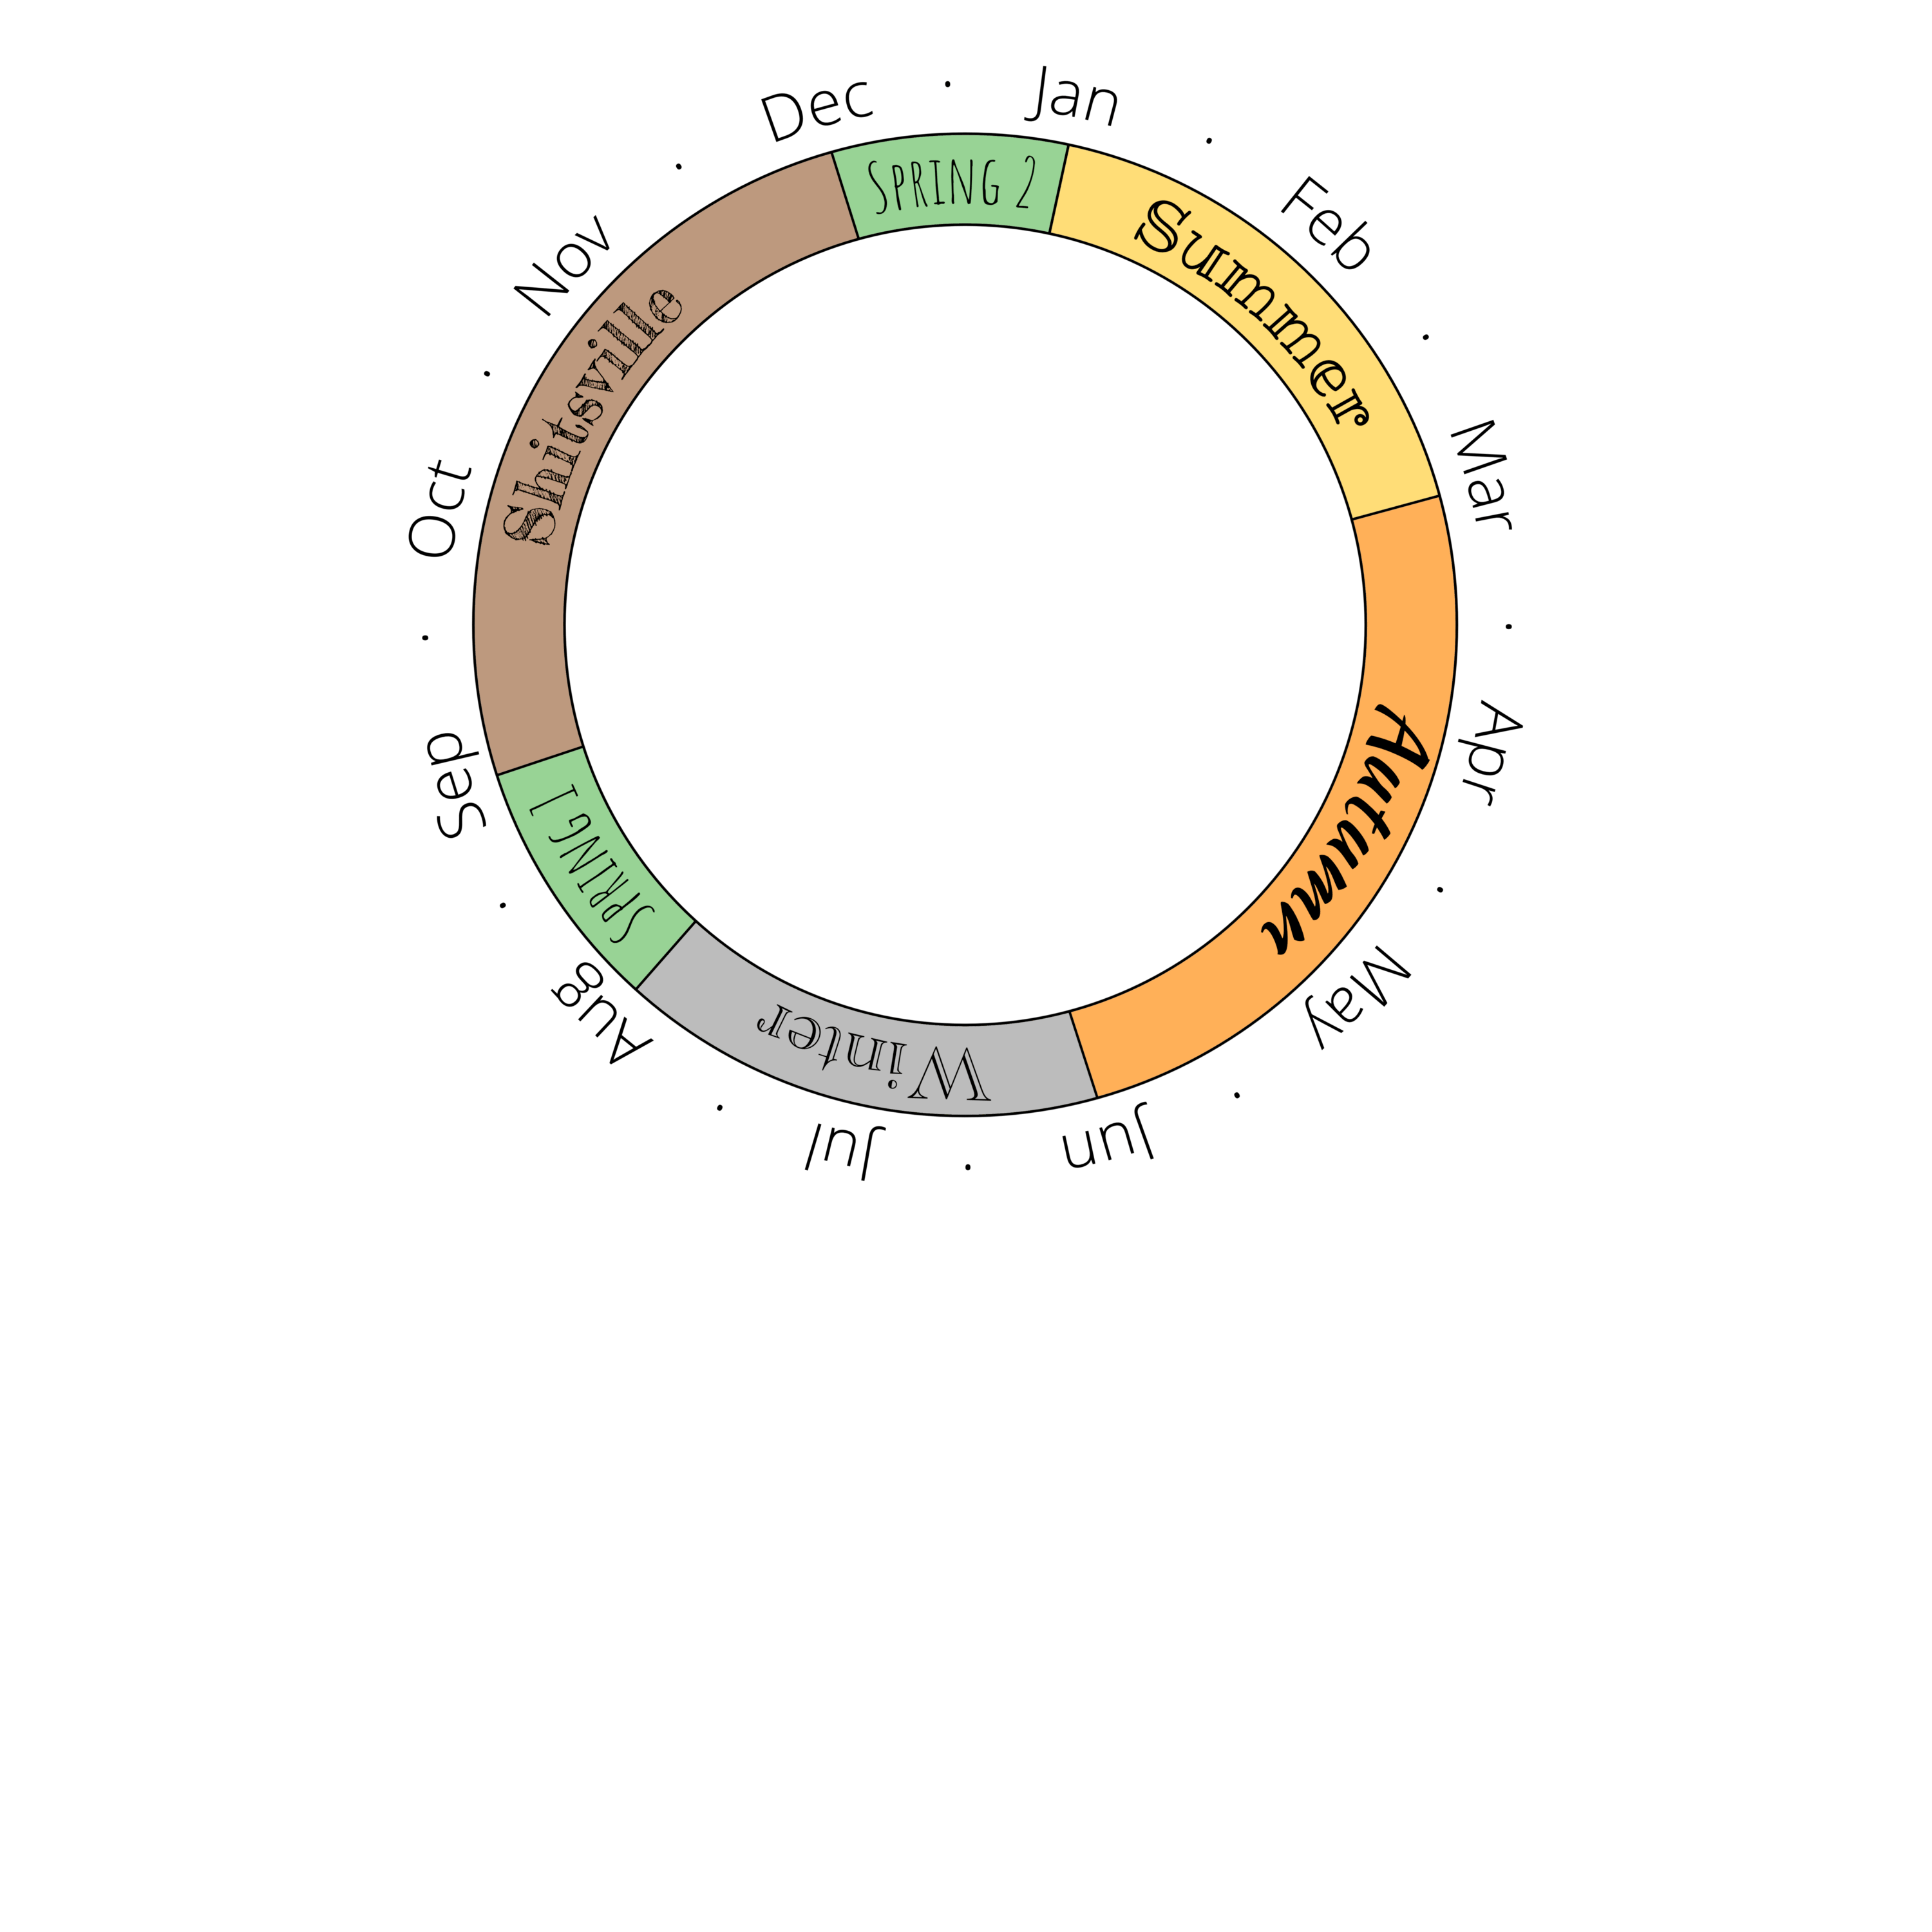 Jan · Feb · Mar · Apr · May · Jun · Jul · Aug · Sep · Oct · Nov · Dec ·
SPRING 2
Summer
Autumn
Winter
SPRING 1
Shitsville